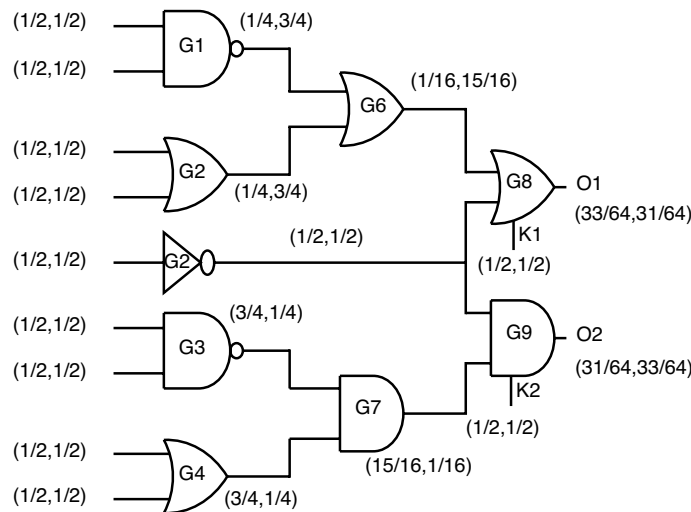 (1/2,1/2)
(1/4,3/4)
G1
(1/2,1/2)
(1/16,15/16)
G6
(1/2,1/2)
G2
(1/2,1/2)
(1/4,3/4)
G8
O1
(33/64,31/64)
K1
(1/2,1/2)
(1/2,1/2)
(1/2,1/2)
G2
(1/2,1/2)
(3/4,1/4)
G3
(1/2,1/2)
G9
O2
(31/64,33/64)
K2
(1/2,1/2)
G7
(15/16,1/16)
(1/2,1/2)
G4
(1/2,1/2)
(3/4,1/4)